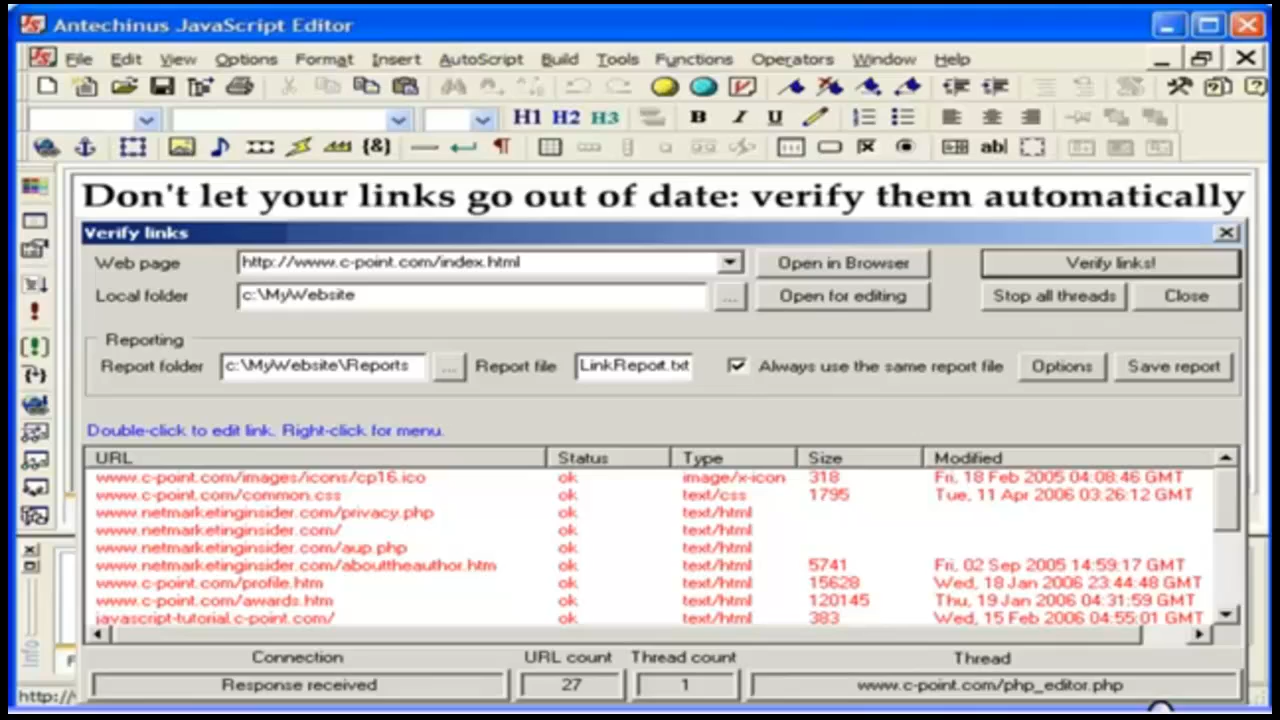 Antechinus JavaScript Editor
File Edit View Options Format Insert AutoScript Build Tools Functions Operators Window Help
H1 H2 H3 B I U
{&} ¶ ab|
Don't let your links go out of date: verify them automatically
Verify links
Web page http://www.c-point.com/index.html Open in Browser Verify links!
Local folder c:\MyWebsite ... Open for editing Stop all threads Close
Reporting
Report folder c:\MyWebsite\Reports ... Report file LinkReport.txt Always use the same report file Options Save report
Double-click to edit link. Right-click for menu.
URL Status Type Size Modified
www.c-point.com/images/icons/cp16.ico ok image/x-icon 318 Fri, 18 Feb 2005 04:08:46 GMT
www.c-point.com/common.css ok text/css 1795 Tue, 11 Apr 2006 03:26:12 GMT
www.netmarketinginsider.com/privacy.php ok text/html
www.netmarketinginsider.com/ ok text/html
www.netmarketinginsider.com/aup.php ok text/html
www.netmarketinginsider.com/abouttheauthor.htm ok text/html 5741 Fri, 02 Sep 2005 14:59:17 GMT
www.c-point.com/profile.htm ok text/html 15628 Wed, 18 Jan 2006 23:44:48 GMT
www.c-point.com/awards.htm ok text/html 120145 Thu, 19 Jan 2006 04:31:59 GMT
javascript-tutorial.c-point.com/ ok text/html 383 Wed, 15 Feb 2006 04:55:01 GMT
Info
Connection URL count Thread count Thread
Response received 27 1 www.c-point.com/php_editor.php
http://